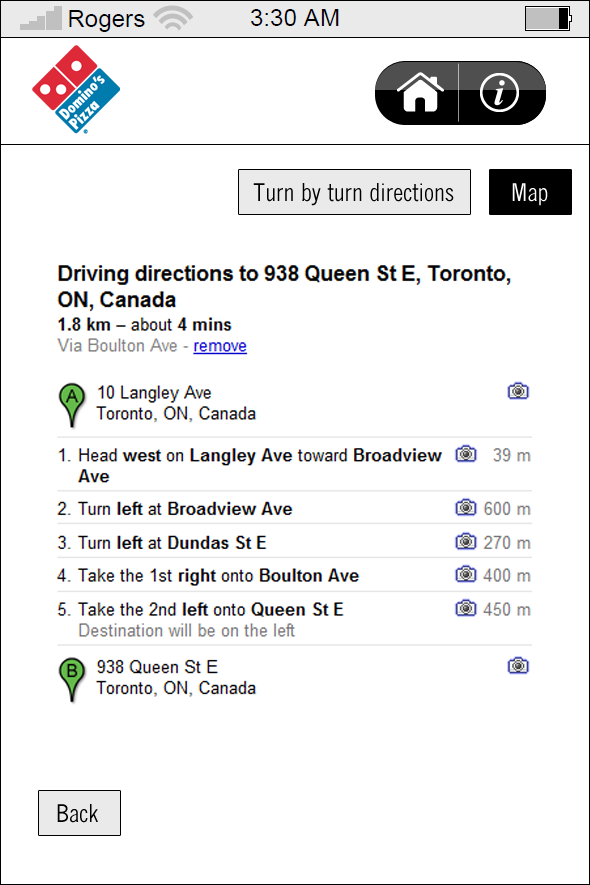 Rogers 3:30 AM
Domino's
Pizza
i
Turn by turn directions Map
Driving directions to 938 Queen St E, Toronto,
ON, Canada
1.8 km – about 4 mins
Via Boulton Ave - remove
A 10 Langley Ave
Toronto, ON, Canada
1. Head west on Langley Ave toward Broadview 39 m
Ave
2. Turn left at Broadview Ave 600 m
3. Turn left at Dundas St E 270 m
4. Take the 1st right onto Boulton Ave 400 m
5. Take the 2nd left onto Queen St E 450 m
Destination will be on the left
B 938 Queen St E
Toronto, ON, Canada
Back